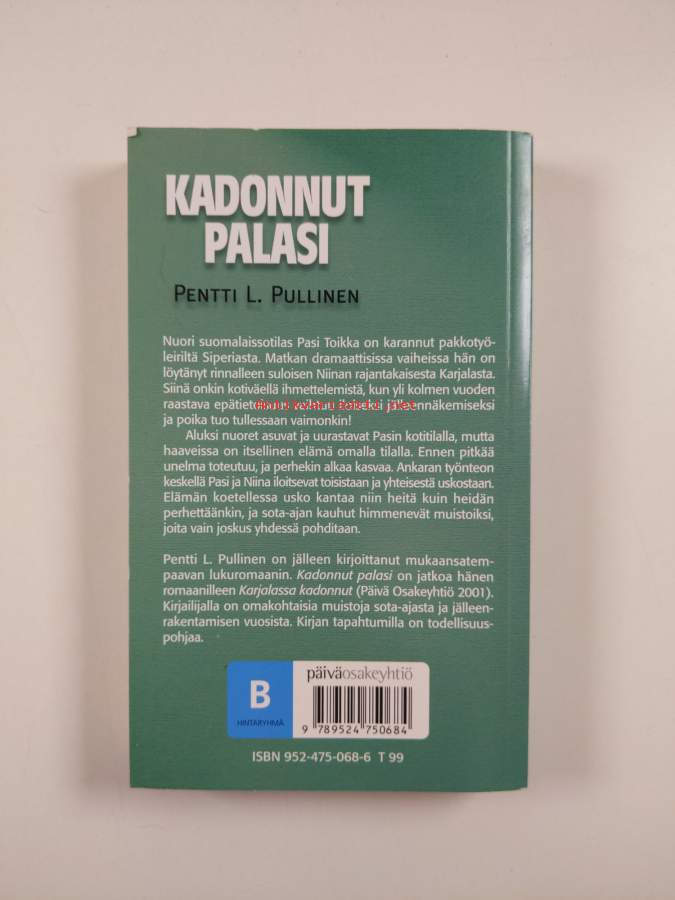 KADONNUT
PALASI
PENTTI L. PULLINEN
Nuori suomalaissotilas Pasi Toikka on karannut pakkotyö-
leiriltä Siperiasta. Matkan dramaattisissa vaiheissa hän on
löytänyt rinnalleen suloisen Niinan rajantakaisesta Karjalasta.
Siinä onkin kotiväellä ihmettelemistä, kun yli kolmen vuoden
raastava epätietoisuus jälleennäkemiseksi
ja poika tuo tullessaan vaimonkin!
Aluksi nuoret asuvat ja uurastavat Pasin kotitilalla, mutta
haaveissa on itsellinen elämä omalla tilalla. Ennen pitkää
unelma toteutuu, ja perhekin alkaa kasvaa. Ankaran työnteon
keskellä Pasi ja Niina iloitsevat toisistaan ja yhteisestä uskostaan.
Elämän koetellessa usko kantaa niin heitä kuin heidän
perhettäänkin, ja sota-ajan kauhut himmenevät muistoiksi,
joita vain joskus yhdessä pohditaan.
Pentti L. Pullinen on jälleen kirjoittanut mukaansatem-
paavan lukuromaanin. Kadonnut palasi on jatkoa hänen
romaanilleen Karjalassa kadonnut (Päivä Osakeyhtiö 2001).
Kirjailijalla on omakohtaisia muistoja sota-ajasta ja jälleen-
rakentamisen vuosista. Kirjan tapahtumilla on todellisuus-
pohjaa.
B
HINTARYHMÄ
päiväosakeyhtiö
9 789524 750684
ISBN 952-475-068-6 T 99